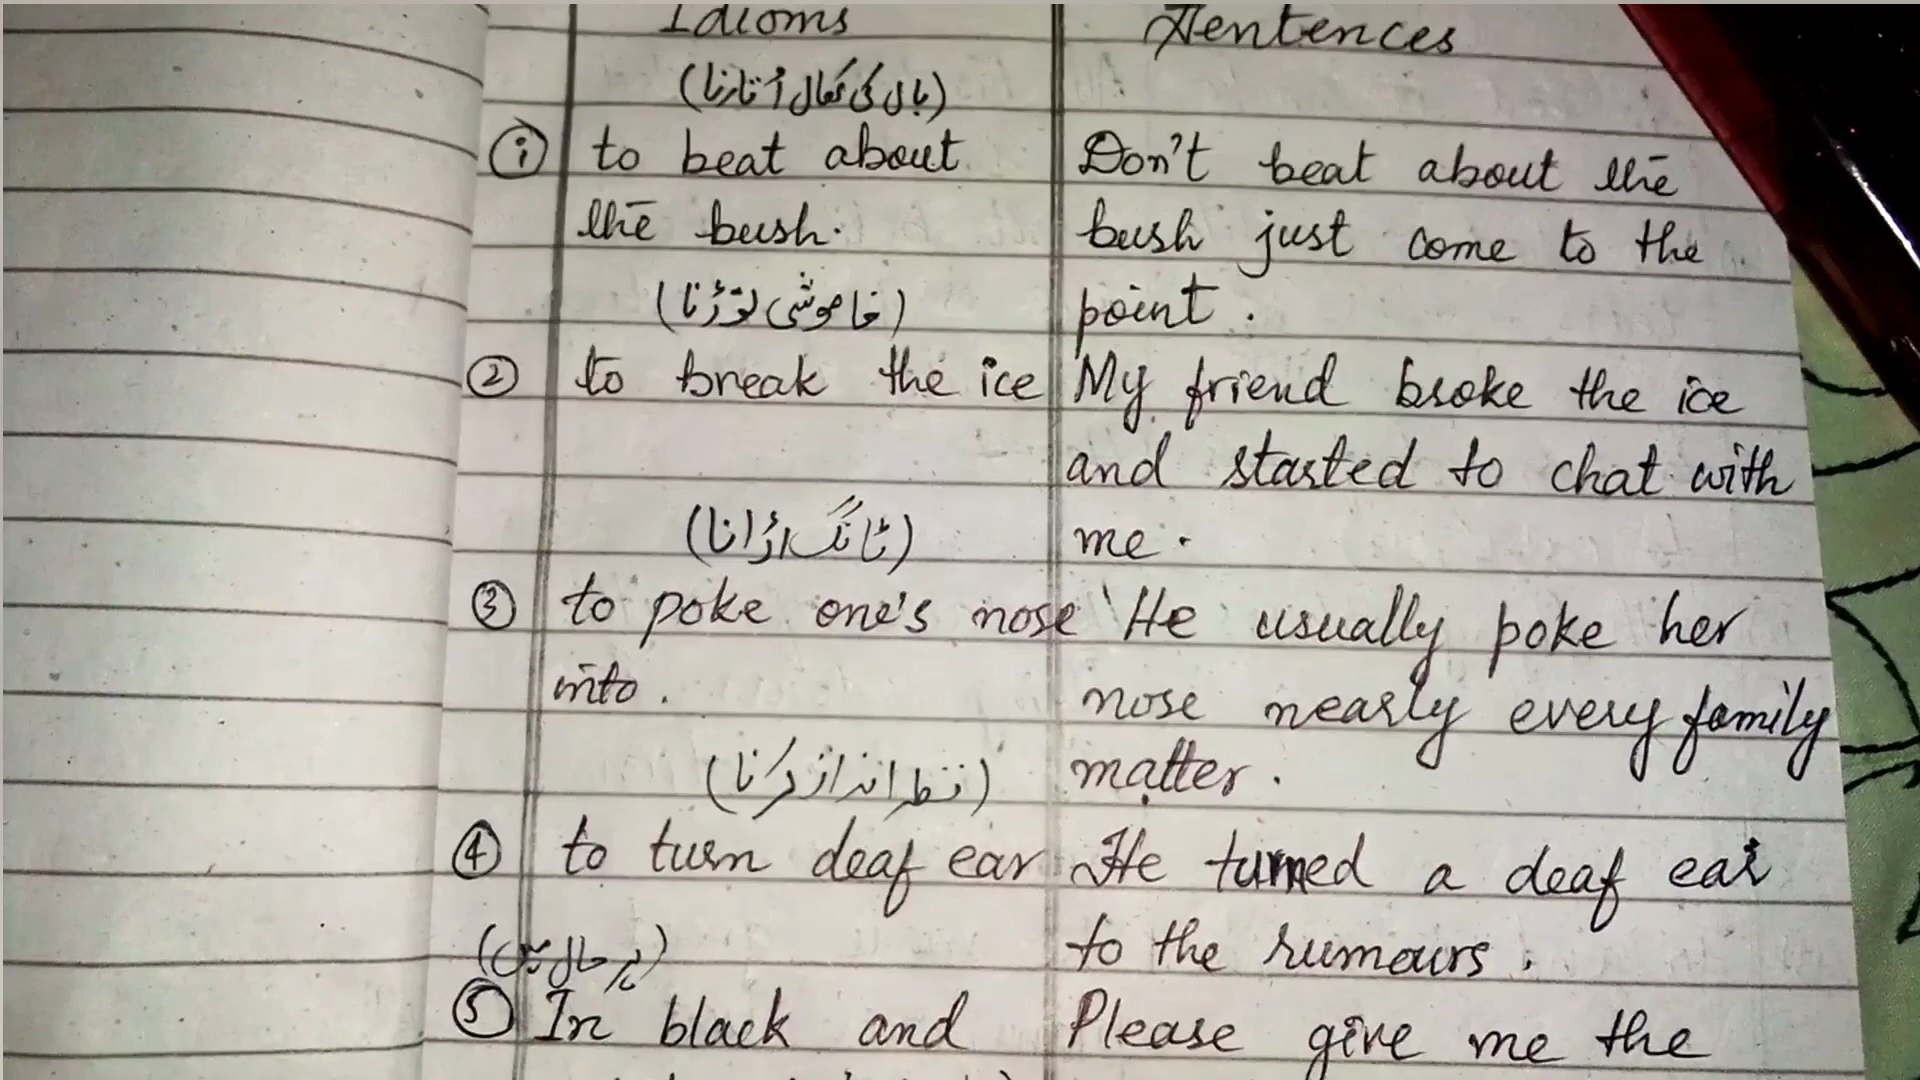 Idioms Sentences
(بال کی کھال اُتارنا)
① to beat about Don't beat about the
the bush. bush just come to the
(خاموشی توڑنا) point.
② to break the ice My friend broke the ice
and started to chat with
(ٹانگ اڑانا) me.
③ to poke one's nose He usually poke her
into. nose nearly every family
(نظر انداز کرنا) matter.
④ to turn deaf ear He turned a deaf ear
to the rumours.
⑤ In black and Please give me the